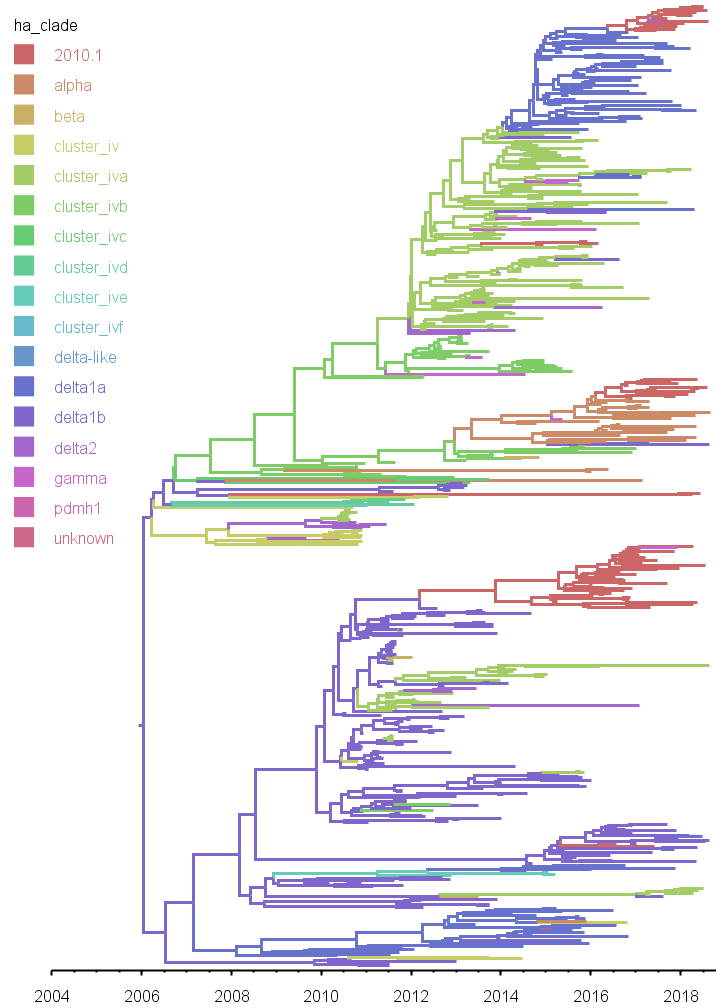 ha_clade
2010.1
alpha
beta
cluster_iv
cluster_iva
cluster_ivb
cluster_ivc
cluster_ivd
cluster_ive
cluster_ivf
delta-like
delta1a
delta1b
delta2
gamma
pdmh1
unknown
2004 2006 2008 2010 2012 2014 2016 2018